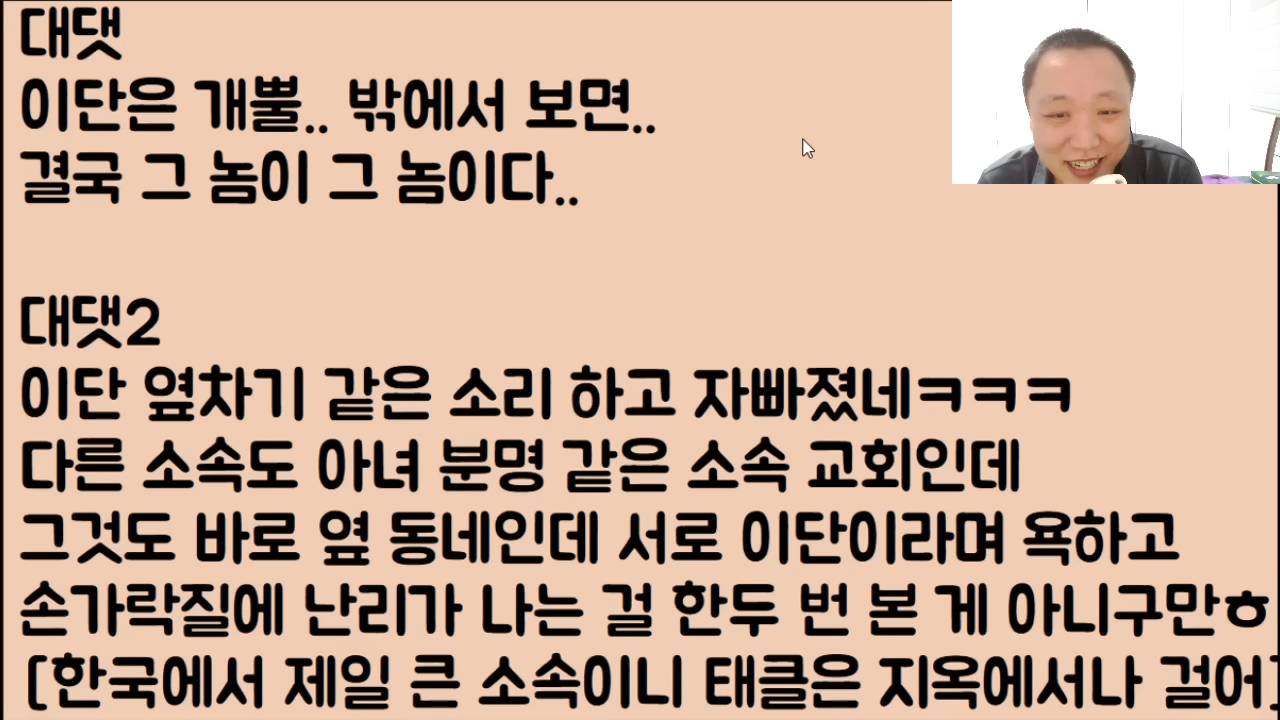 대댓
이단은 개뿔.. 밖에서 보면..
결국 그 놈이 그 놈이다..
대댓2
이단 옆차기 같은 소리 하고 자빠졌네ㅋㅋㅋ
다른 소속도 아녀 분명 같은 소속 교회인데
그것도 바로 옆 동네인데 서로 이단이라며 욕하고
손가락질에 난리가 나는 걸 한두 번 본 게 아니구만ㅎ
[한국에서 제일 큰 소속이니 태클은 지옥에서나 걸어]